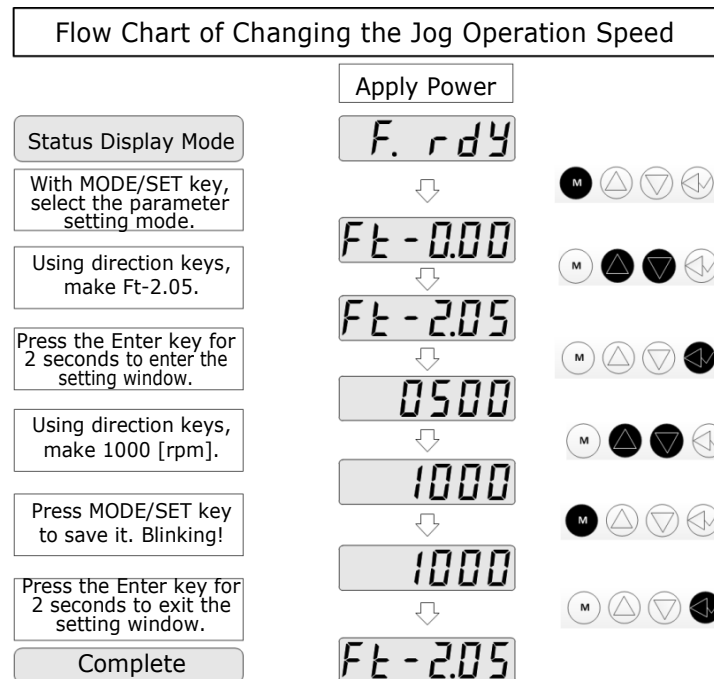 Flow Chart of Changing the Jog Operation Speed
Apply Power
Status Display Mode
F. rdY
With MODE/SET key,
select the parameter
setting mode.
M
Ft-0.00
Using direction keys,
make Ft-2.05.
M
Ft-2.05
Press the Enter key for
2 seconds to enter the
setting window.
M
0500
Using direction keys,
make 1000 [rpm].
M
1000
Press MODE/SET key
to save it. Blinking!
M
1000
Press the Enter key for
2 seconds to exit the
setting window.
M
Complete
Ft-2.05